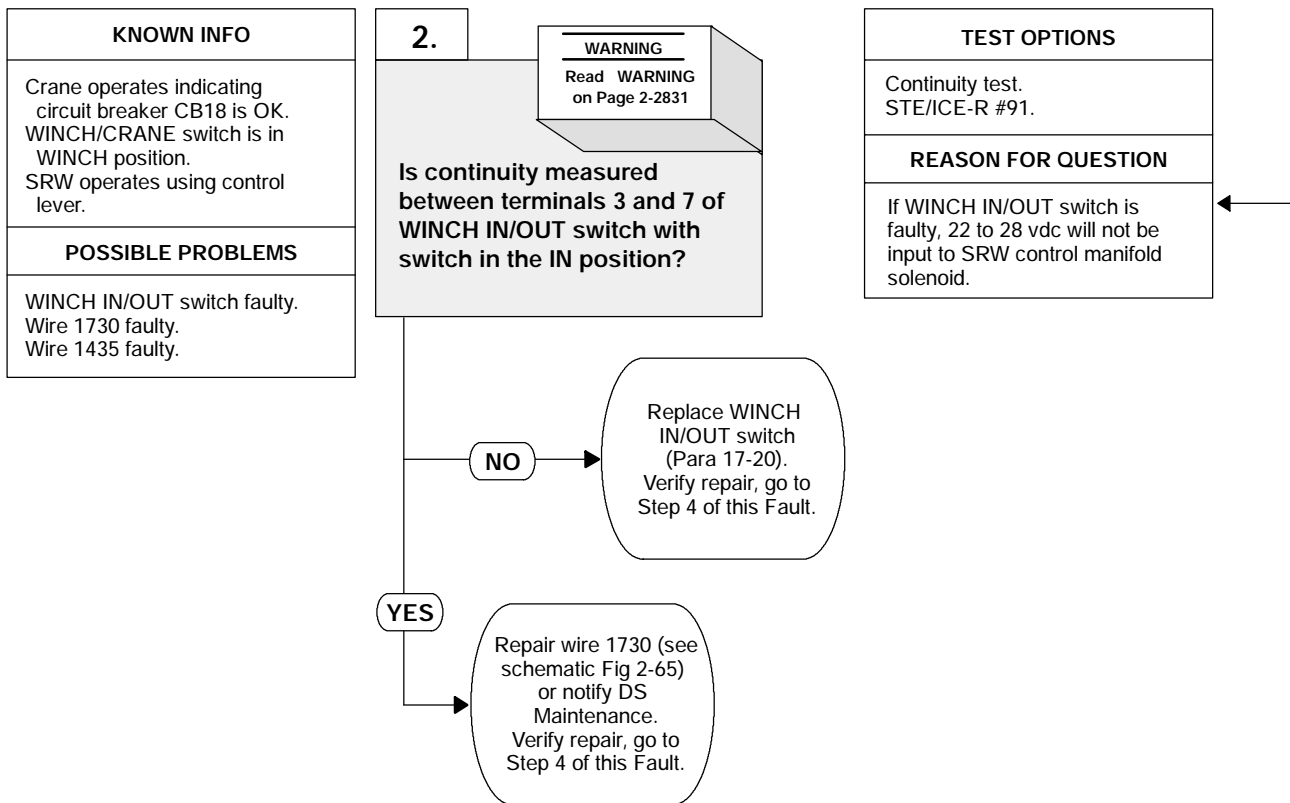 KNOWN INFO
Crane operates indicating
circuit breaker CB18 is OK.
WINCH/CRANE switch is in
WINCH position.
SRW operates using control
lever.
POSSIBLE PROBLEMS
WINCH IN/OUT switch faulty.
Wire 1730 faulty.
Wire 1435 faulty.
2.
WARNING
Read WARNING
on Page 2-2831
Is continuity measured
between terminals 3 and 7 of
WINCH IN/OUT switch with
switch in the IN position?
TEST OPTIONS
Continuity test.
STE/ICE-R #91.
REASON FOR QUESTION
If WINCH IN/OUT switch is
faulty, 22 to 28 vdc will not be
input to SRW control manifold
solenoid.
NO
Replace WINCH
IN/OUT switch
(Para 17-20).
Verify repair, go to
Step 4 of this Fault.
YES
Repair wire 1730 (see
schematic Fig 2-65)
or notify DS
Maintenance.
Verify repair, go to
Step 4 of this Fault.